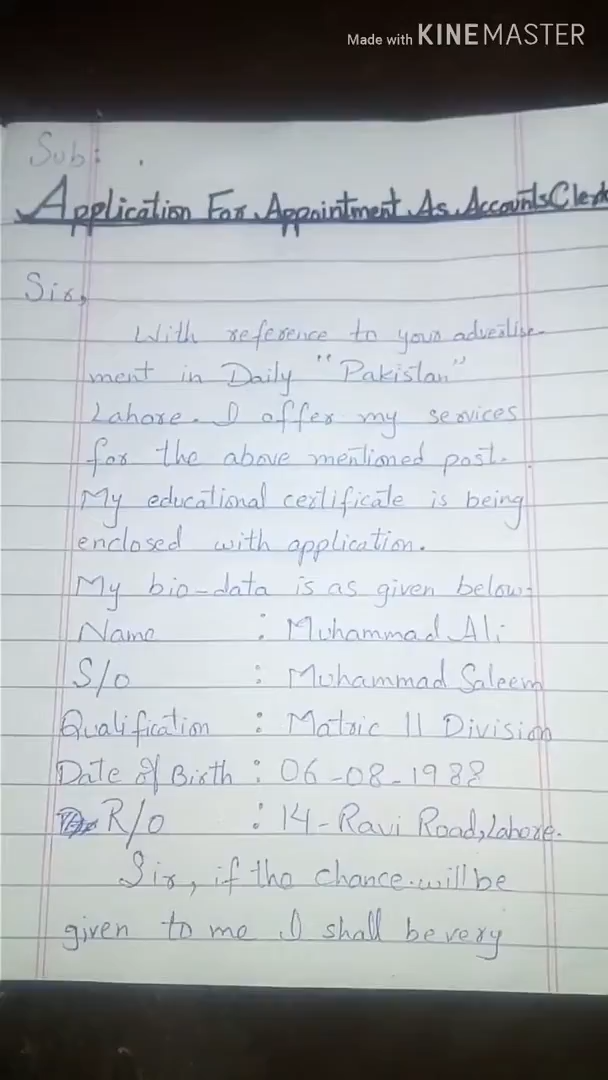 Made with KINEMASTER
Sub:
Application For Appointment As Accounts Clerk
Sir,
With reference to your advertise-
ment in Daily "Pakistan"
Lahore. I offer my services
for the above mentioned post.
My educational certificate is being
enclosed with application.
My bio-data is as given below:
Name : Muhammad Ali
S/o : Muhammad Saleem
Qualification : Matric II Division
Date of Birth : 06-08-1988
R/o : 14-Ravi Road, Lahore.
Sir, if the chance will be
given to me I shall be very